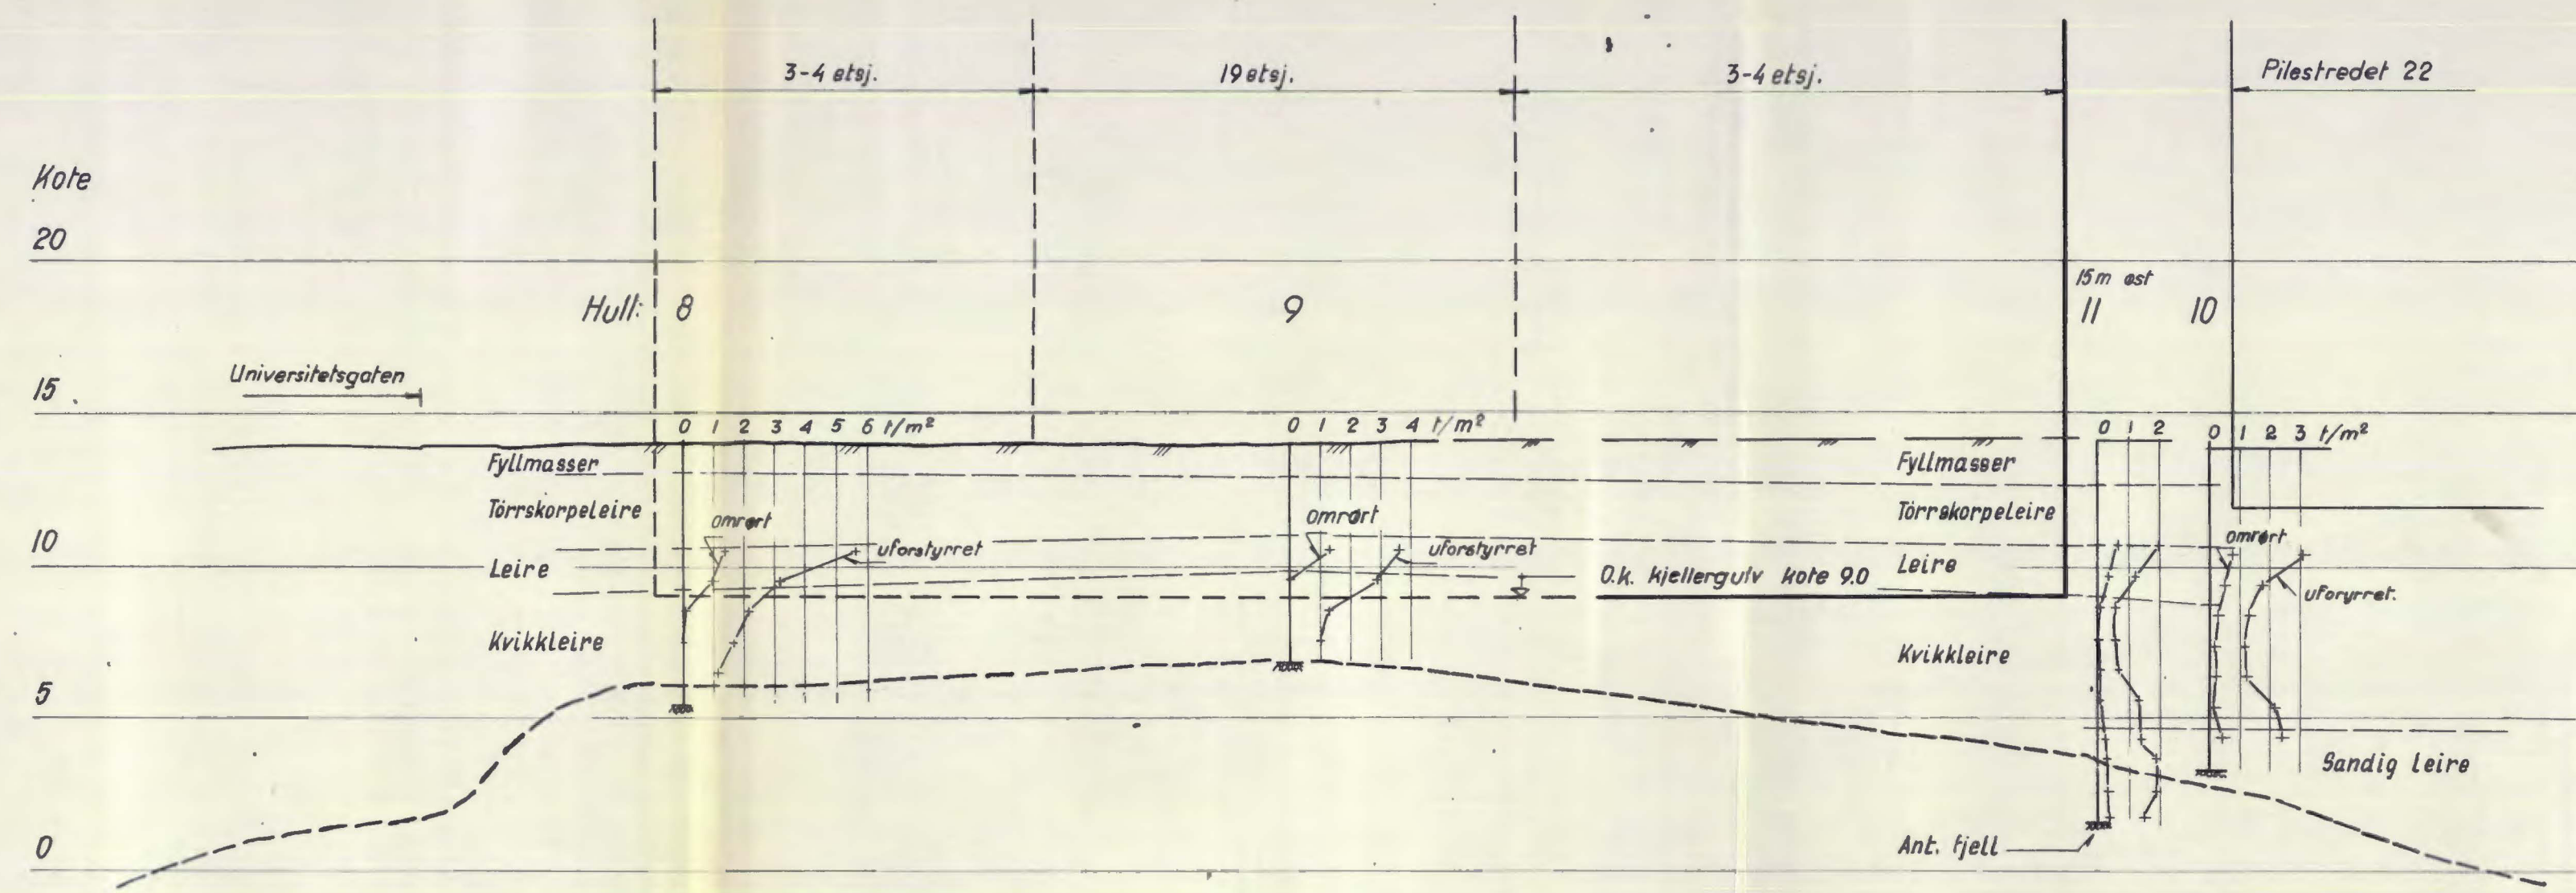 3-4 etsj.
19 etsj.
3-4 etsj.
Pilestredet 22
Kote
20
15m øst
Hull: 8
9
11
10
Universitetsgaten
15
0 1 2 3 4 5 6 t/m²
0 1 2 3 4 t/m²
0 1 2
0 1 2 3 t/m²
Fyllmasser
Fyllmasser
Törrskorpeleire
Törrskorpeleire
omrørt
omrørt
omrørt
10
uforstyrret
uforstyrret
Leire
O.k. kjellergulv kote 9.0
Leire
uforyrret.
Kvikkleire
Kvikkleire
5
Sandig leire
0
Ant. fjell